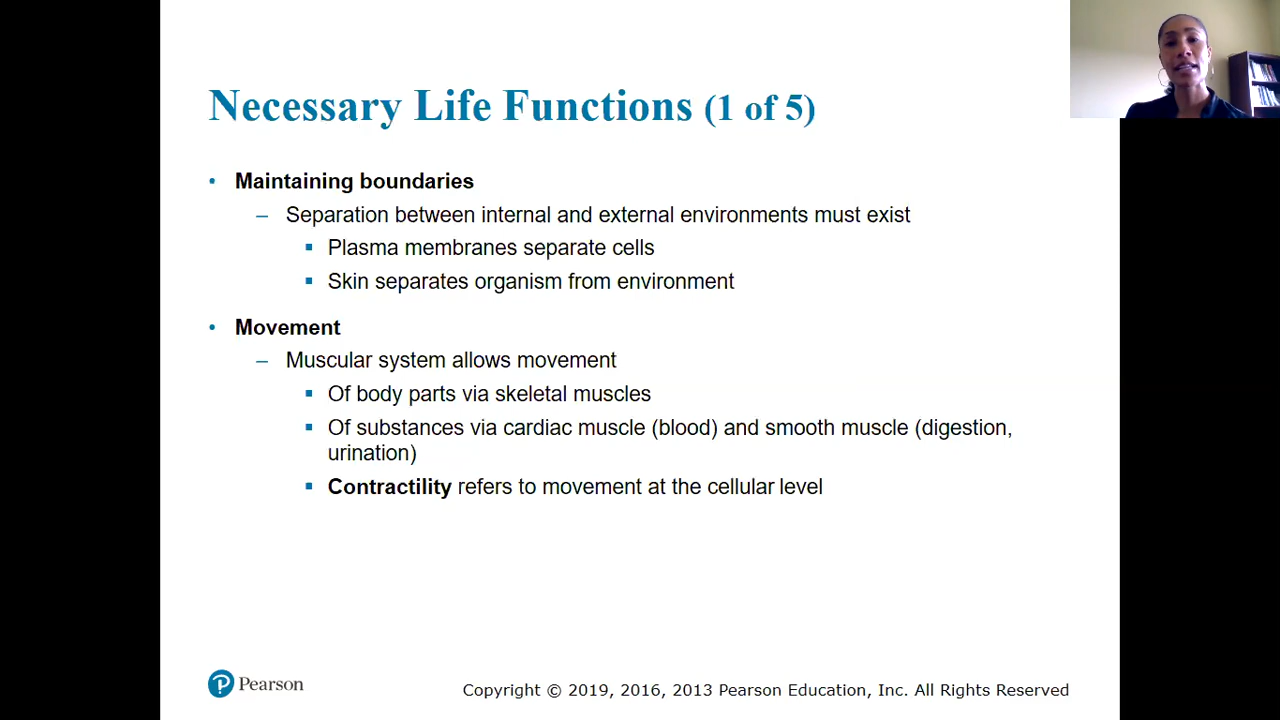 Necessary Life Functions (1 of 5)
• Maintaining boundaries
– Separation between internal and external environments must exist
▪ Plasma membranes separate cells
▪ Skin separates organism from environment
• Movement
– Muscular system allows movement
▪ Of body parts via skeletal muscles
▪ Of substances via cardiac muscle (blood) and smooth muscle (digestion,
urination)
▪ Contractility refers to movement at the cellular level
P Pearson
Copyright © 2019, 2016, 2013 Pearson Education, Inc. All Rights Reserved